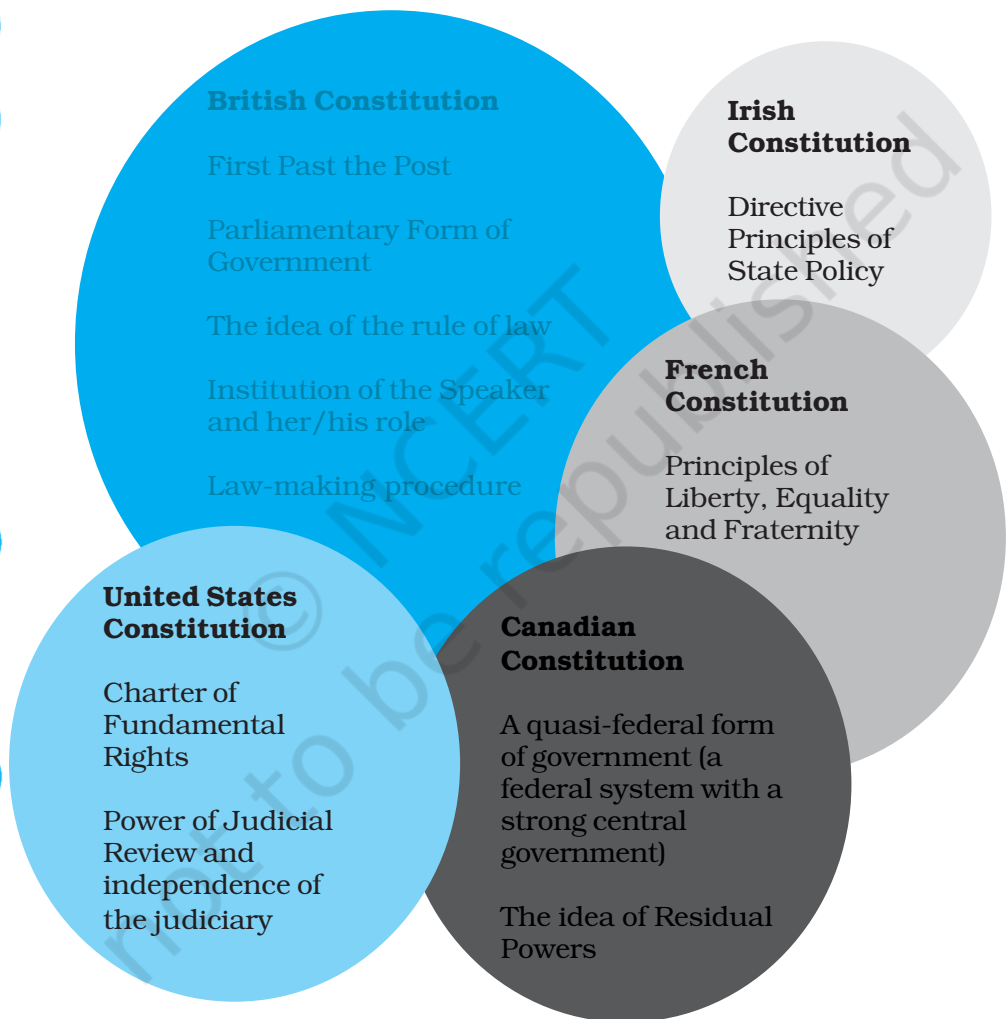 British Constitution
First Past the Post
Parliamentary Form of
Government
The idea of the rule of law
Institution of the Speaker
and her/his role
Law-making procedure
Irish
Constitution
Directive
Principles of
State Policy
French
Constitution
Principles of
Liberty, Equality
and Fraternity
United States
Constitution
Charter of
Fundamental
Rights
Power of Judicial
Review and
independence of
the judiciary
Canadian
Constitution
A quasi-federal form
of government (a
federal system with a
strong central
government)
The idea of Residual
Powers
© NCERT
not to be republished